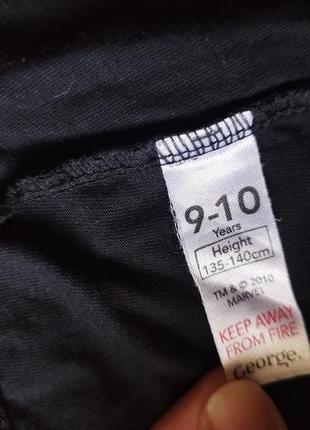 9-10
Years
Height
135-140cm
TM & © 2010
MARVEL
KEEP AWAY
FROM FIRE
George.